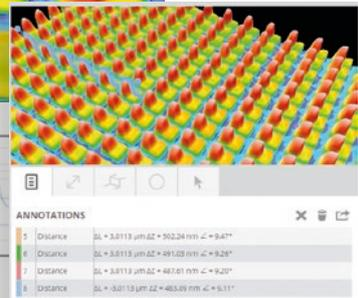 ANNOTATIONS
5 Distance ΔL = 3.0113 µm ΔZ = 502.24 nm ∠ = 9.47°
6 Distance ΔL = 3.0113 µm ΔZ = 491.03 nm ∠ = 9.26°
7 Distance ΔL = 3.0113 µm ΔZ = 487.61 nm ∠ = 9.20°
8 Distance ΔL = -3.0113 µm ΔZ = 483.09 nm ∠ = 9.11°